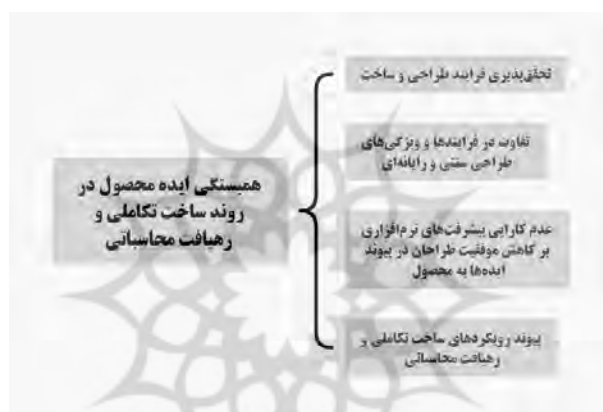 تحقق‌پذیری فرایند طراحی و ساخت
تفاوت در فرایندها و ویژگی‌های
طراحی سنتی و رایانه‌ای
همبستگی ایده محصول در
روند ساخت تکاملی و
رهیافت محاسباتی
عدم کارایی پیشرفت‌های نرم‌افزاری
بر کاهش موفقیت طراحان در پیوند
ایده‌ها به محصول
پیوند رویکردهای ساخت تکاملی و
رهیافت محاسباتی